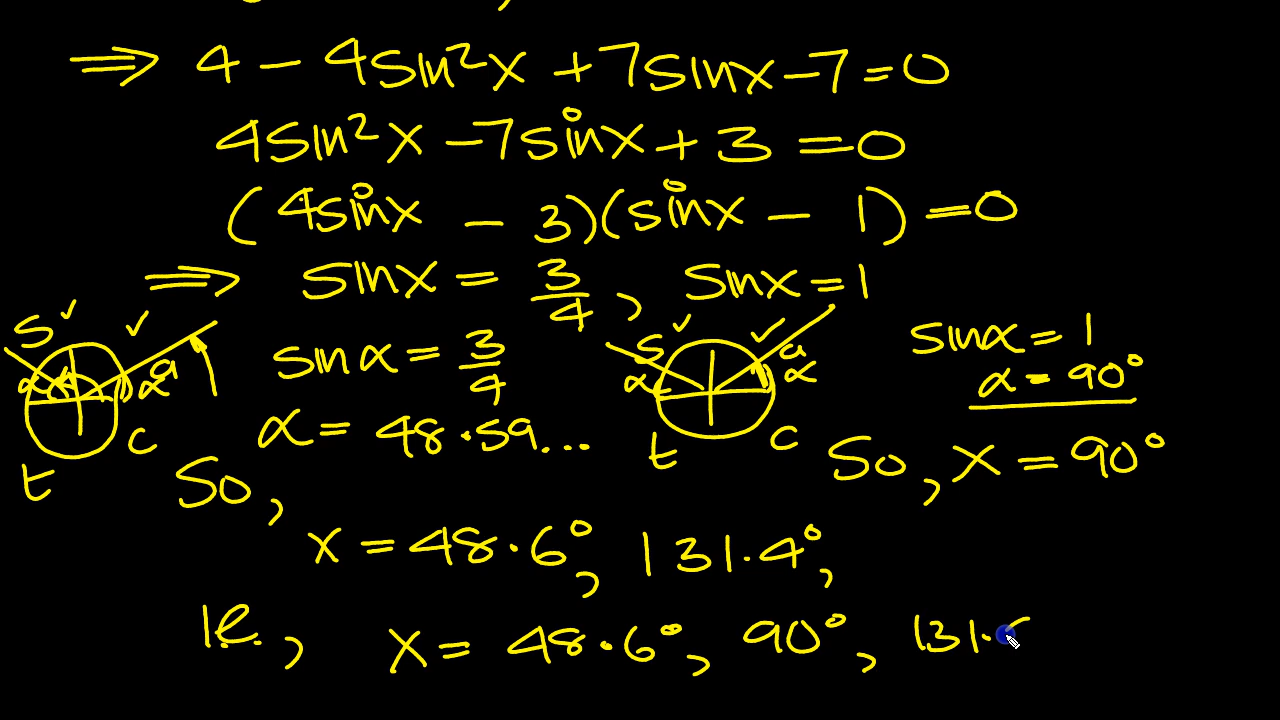 ⟹ 4 - 4sin²x + 7sinx - 7 = 0
4sin²x - 7sinx + 3 = 0
(4sinx - 3)(sinx - 1) = 0
⟹ sinx = 3/4 , sinx = 1
S✓ ✓ a α α t c
sinα = 3/4
α = 48.59...
S✓ ✓ a α α t c
sinα = 1
α = 90°
So, x = 90°
So,
x = 48.6°, 131.4°,
ie, x = 48.6°, 90°, 131.